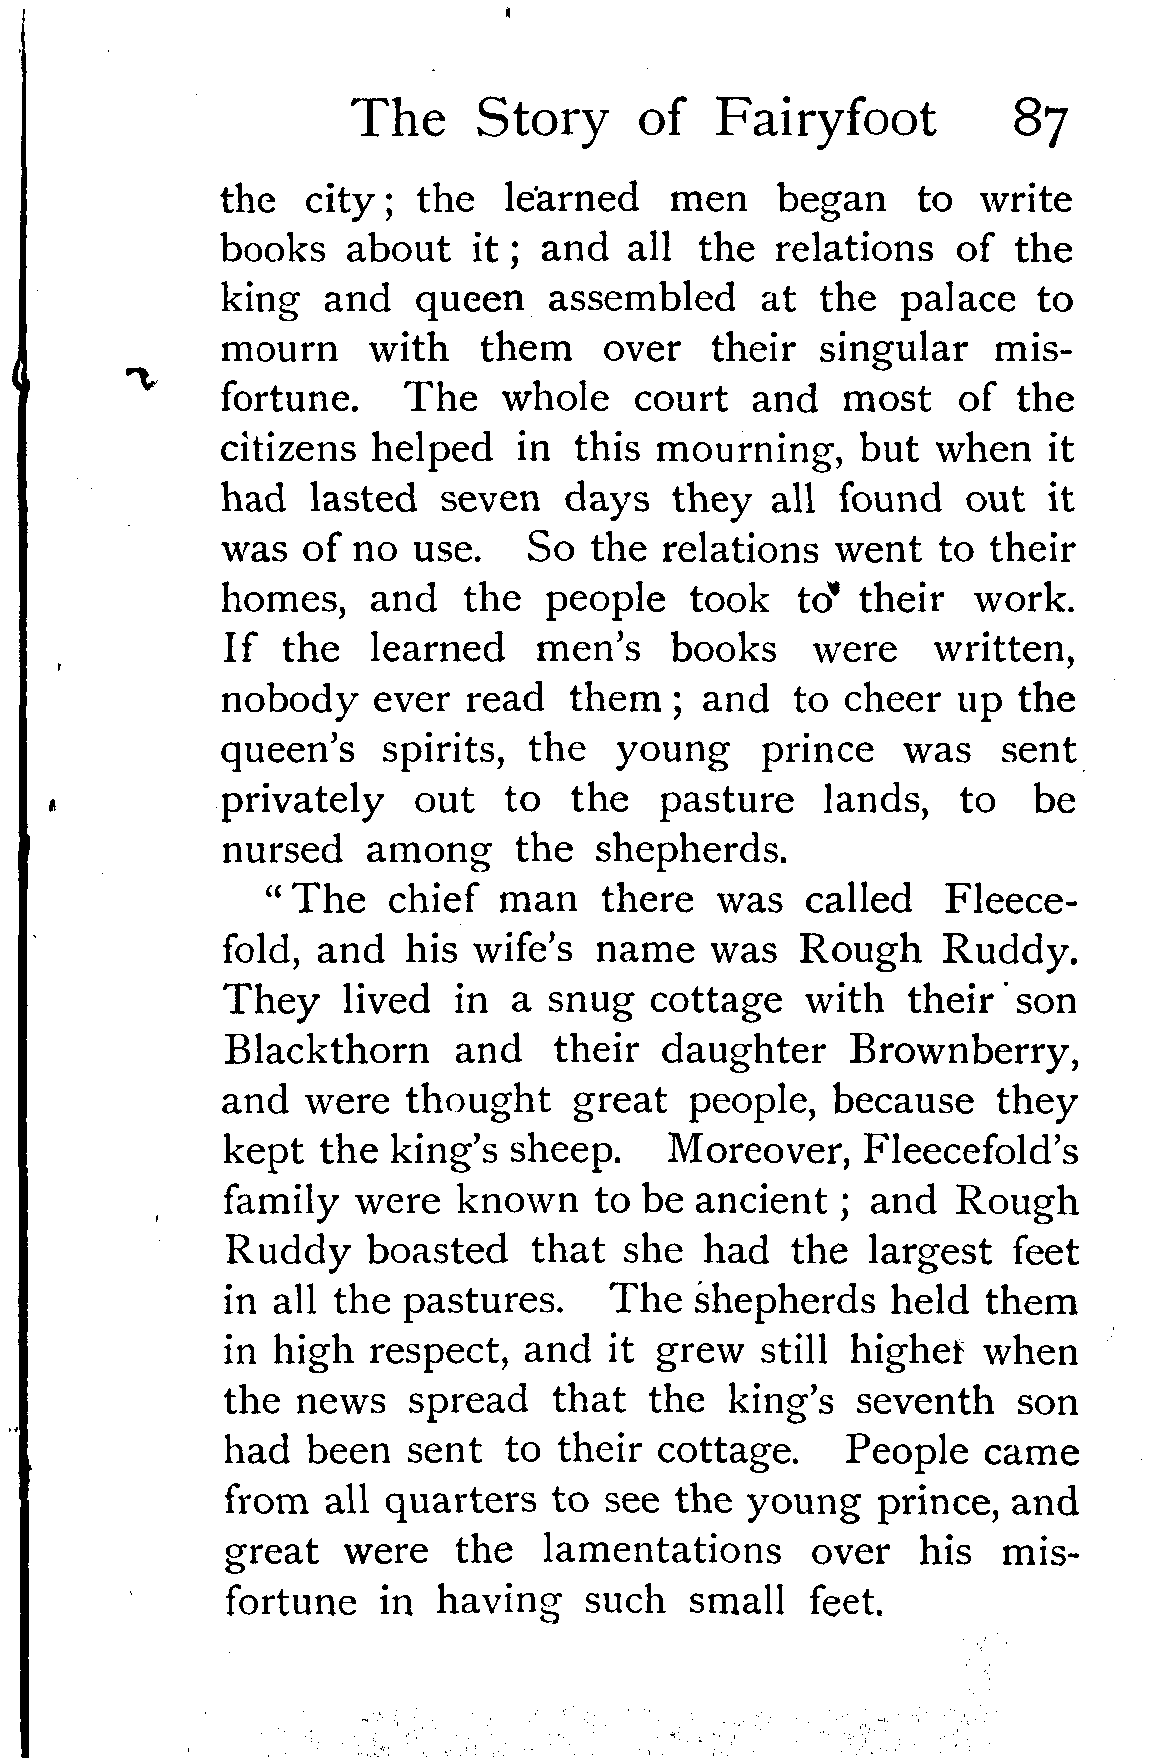 The Story of Fairyfoot 87
the city ; the learned men began to write
books about it ; and all the relations of the
king and queen assembled at the palace to
mourn with them over their singular mis-
fortune. The whole court and most of the
citizens helped in this mourning, but when it
had lasted seven days they all found out it
was of no use. So the relations went to their
homes, and the people took to their work.
If the learned men's books were written,
nobody ever read them ; and to cheer up the
queen's spirits, the young prince was sent
privately out to the pasture lands, to be
nursed among the shepherds.
" The chief man there was called Fleece-
fold, and his wife's name was Rough Ruddy.
They lived in a snug cottage with their son
Blackthorn and their daughter Brownberry,
and were thought great people, because they
kept the king's sheep. Moreover, Fleecefold's
family were known to be ancient ; and Rough
Ruddy boasted that she had the largest feet
in all the pastures. The shepherds held them
in high respect, and it grew still higher when
the news spread that the king's seventh son
had been sent to their cottage. People came
from all quarters to see the young prince, and
great were the lamentations over his mis-
fortune in having such small feet.